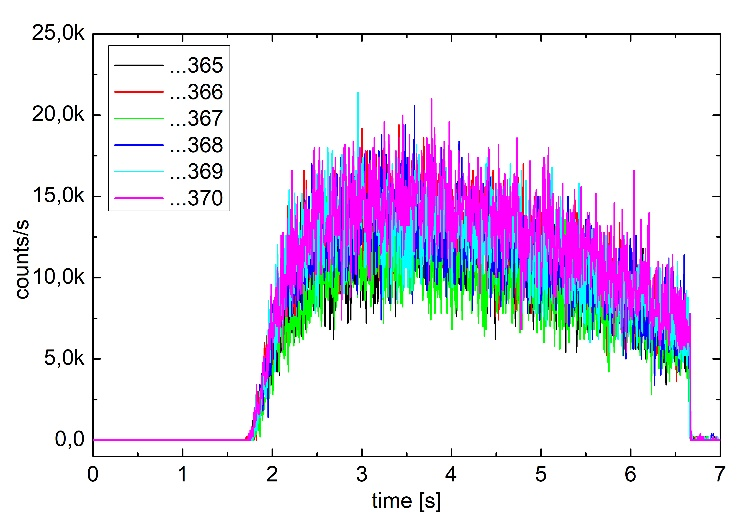 25,0k
20,0k
15,0k
10,0k
5,0k
0,0
counts/s
...365
...366
...367
...368
...369
...370
0 1 2 3 4 5 6 7
time [s]